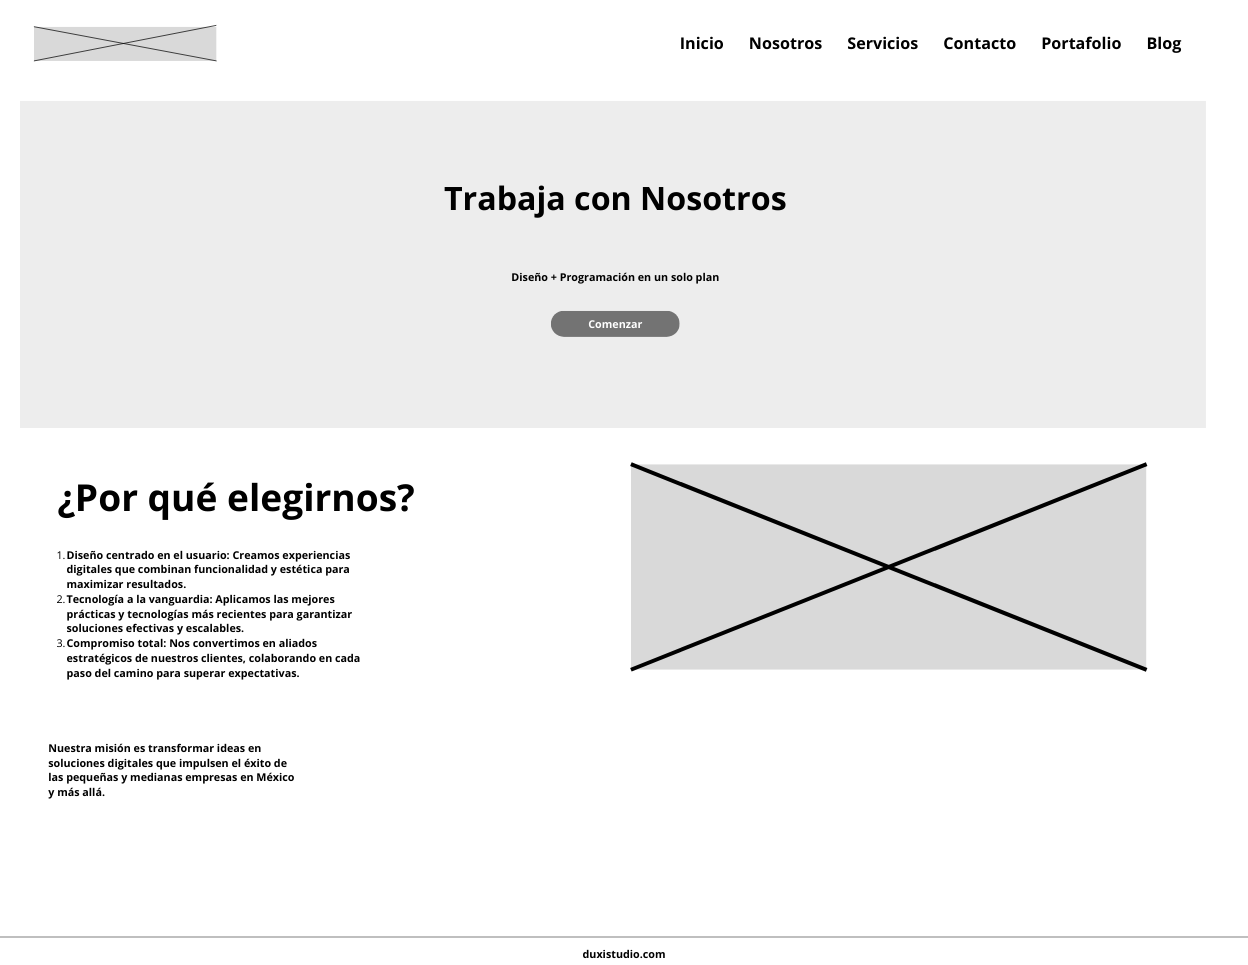 Inicio Nosotros Servicios Contacto Portafolio Blog
Trabaja con Nosotros
Diseño + Programación en un solo plan
Comenzar
¿Por qué elegirnos?
1. Diseño centrado en el usuario: Creamos experiencias
digitales que combinan funcionalidad y estética para
maximizar resultados.
2. Tecnología a la vanguardia: Aplicamos las mejores
prácticas y tecnologías más recientes para garantizar
soluciones efectivas y escalables.
3. Compromiso total: Nos convertimos en aliados
estratégicos de nuestros clientes, colaborando en cada
paso del camino para superar expectativas.
Nuestra misión es transformar ideas en
soluciones digitales que impulsen el éxito de
las pequeñas y medianas empresas en México
y más allá.
duxistudio.com